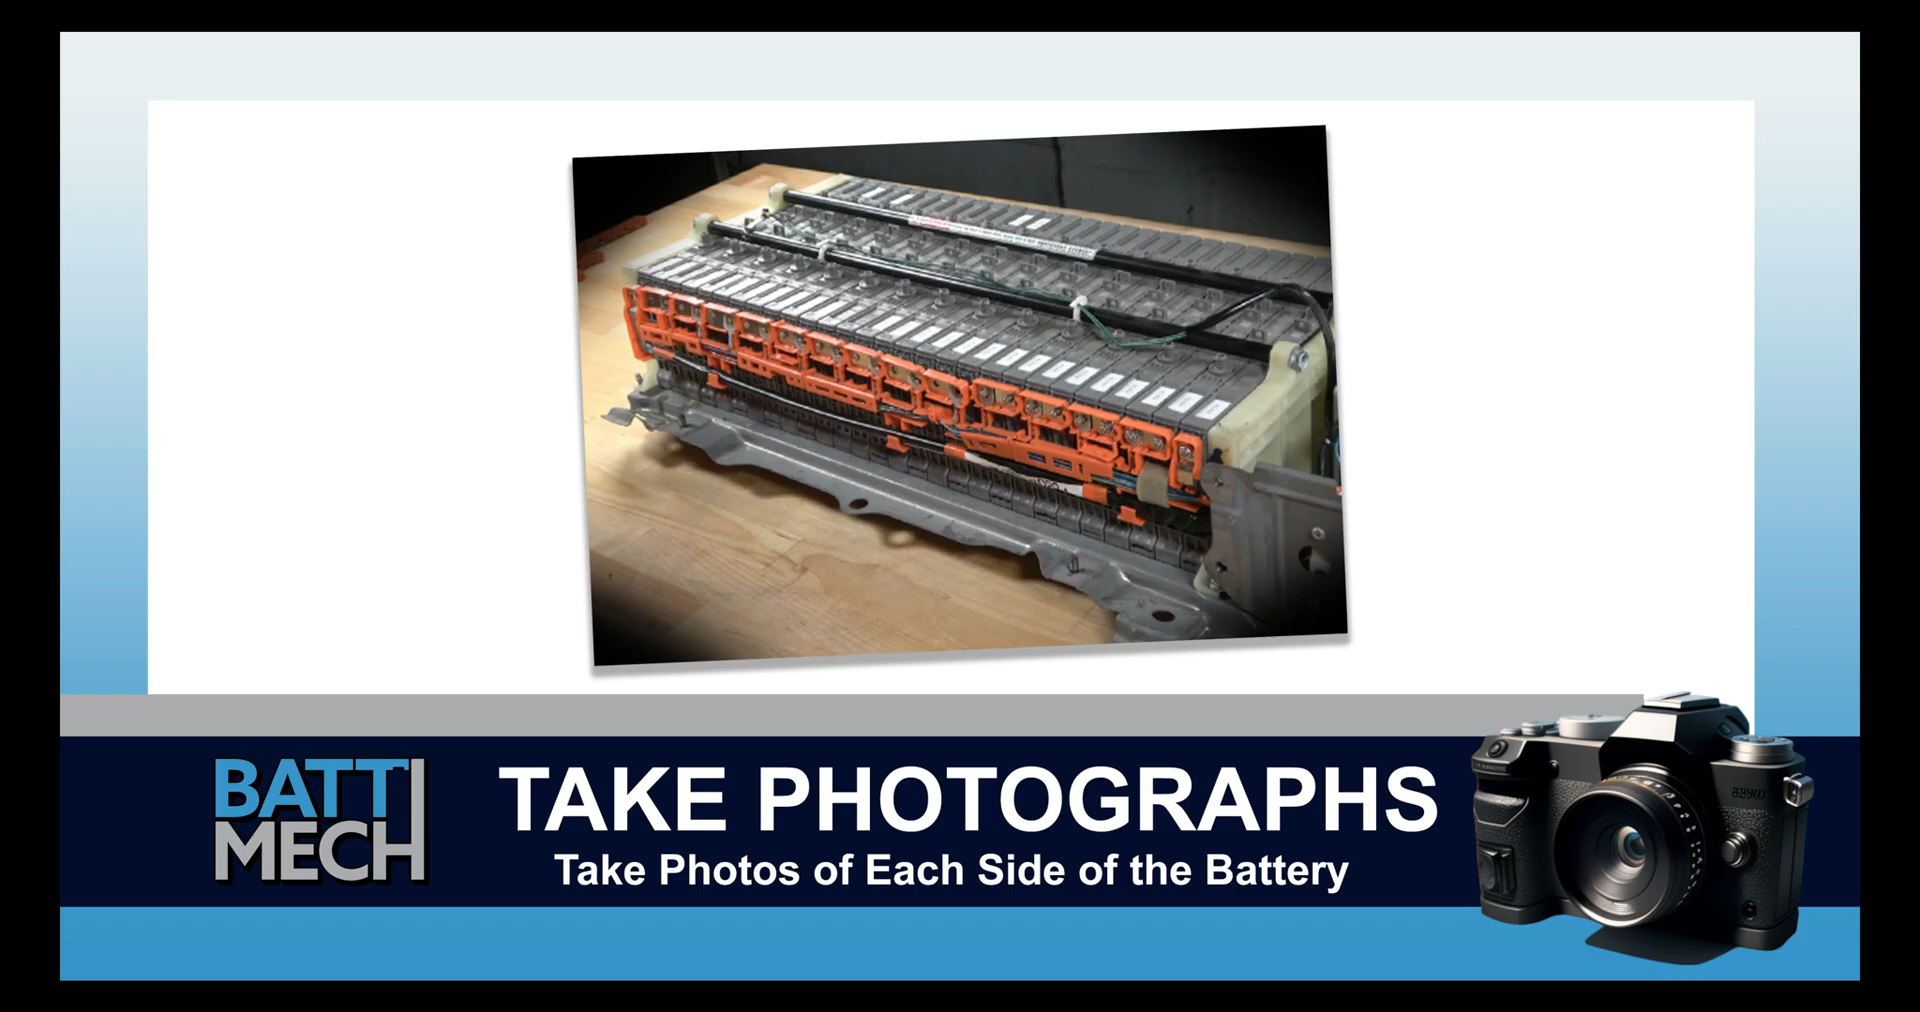 BATT
MECH
TAKE PHOTOGRAPHS
Take Photos of Each Side of the Battery